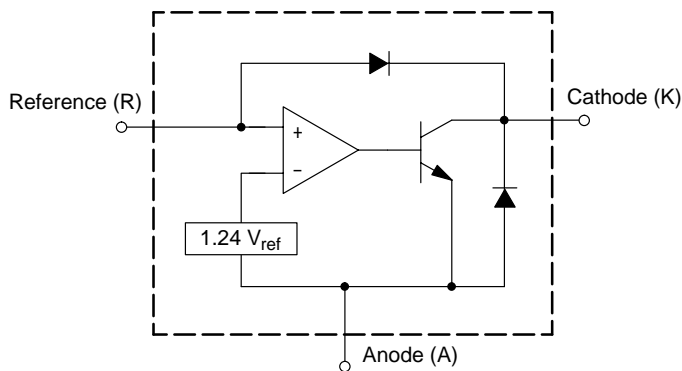 Reference (R)
Cathode (K)
+
−
1.24 Vref
Anode (A)